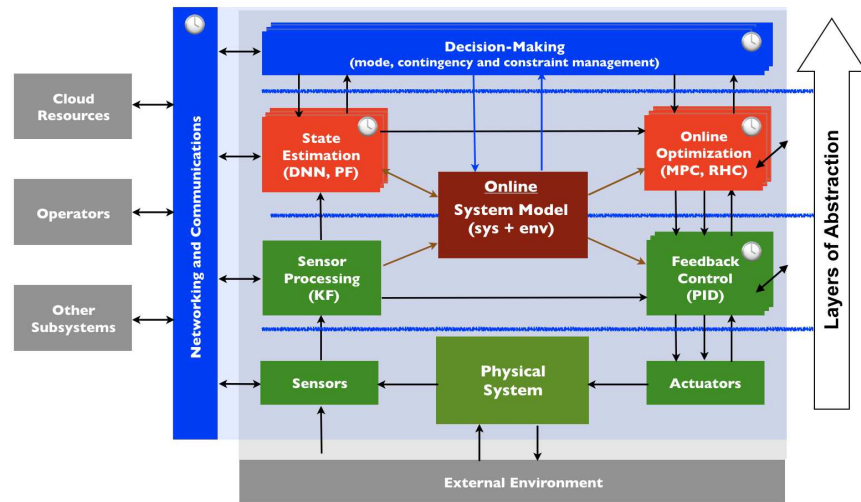 Decision-Making
(mode, contingency and constraint management)
Cloud
Resources
Operators
Other
Subsystems
Networking and Communications
State
Estimation
(DNN, PF)
Online
Optimization
(MPC, RHC)
Online
System Model
(sys + env)
Sensor
Processing
(KF)
Feedback
Control
(PID)
Sensors
Physical
System
Actuators
External Environment
Layers of Abstraction